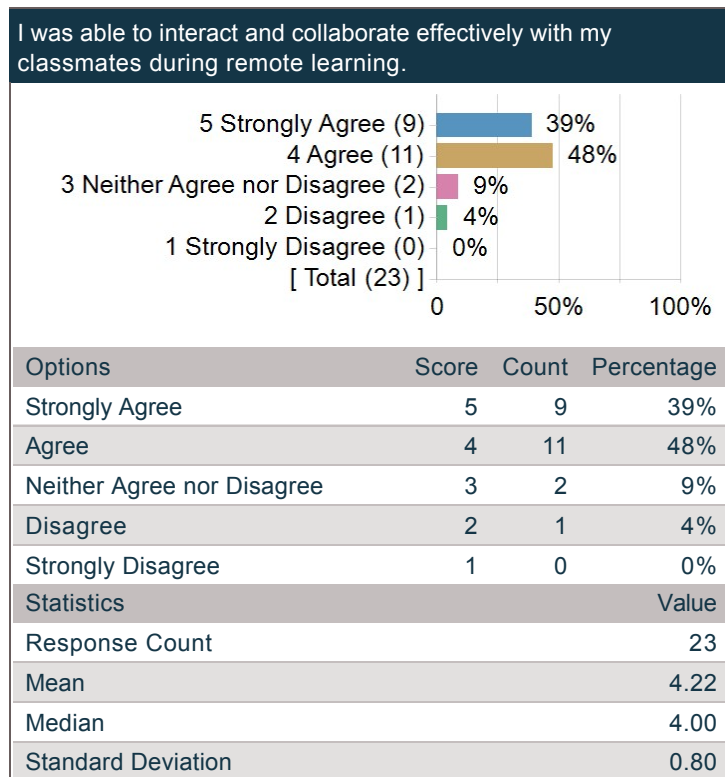 I was able to interact and collaborate effectively with my
classmates during remote learning.
5 Strongly Agree (9) 39%
4 Agree (11) 48%
3 Neither Agree nor Disagree (2) 9%
2 Disagree (1) 4%
1 Strongly Disagree (0) 0%
[ Total (23) ]
0 50% 100%
Options Score Count Percentage
Strongly Agree 5 9 39%
Agree 4 11 48%
Neither Agree nor Disagree 3 2 9%
Disagree 2 1 4%
Strongly Disagree 1 0 0%
Statistics Value
Response Count 23
Mean 4.22
Median 4.00
Standard Deviation 0.80